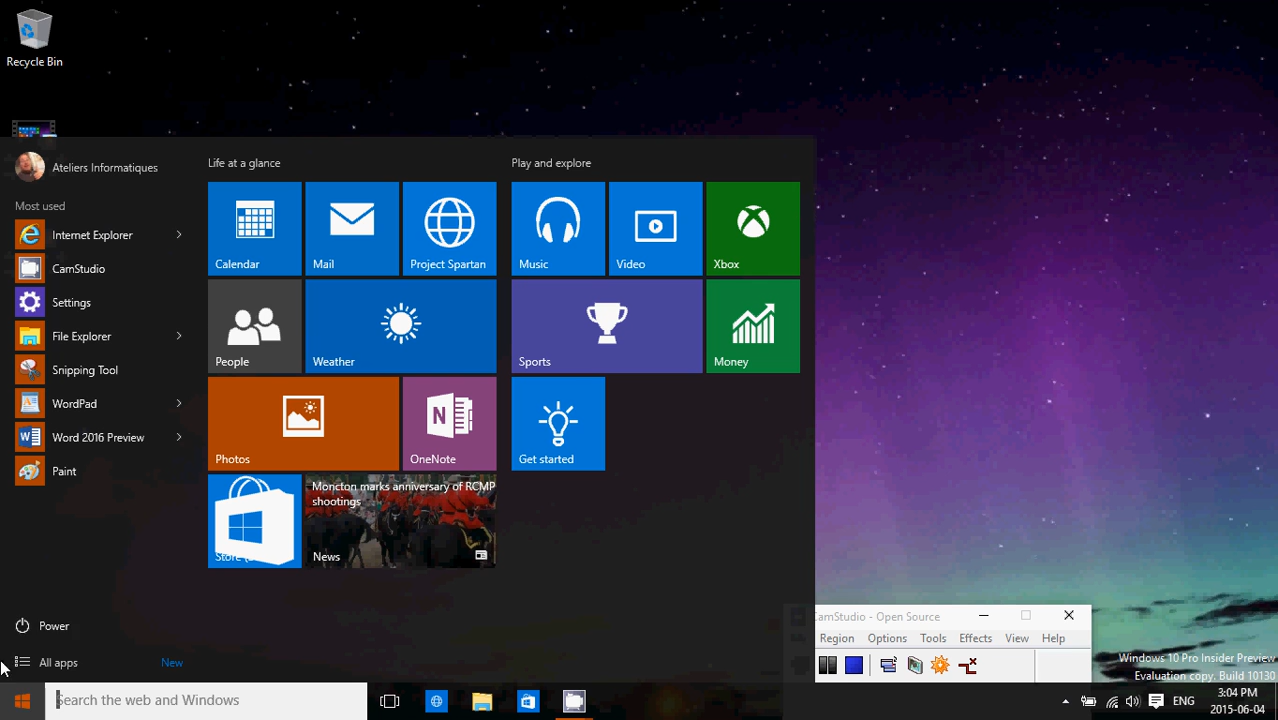 Recycle Bin
Ateliers Informatiques
Most used
Internet Explorer
CamStudio
Settings
File Explorer
Snipping Tool
WordPad
Word 2016 Preview
Paint
Power
All apps
New
Search the web and Windows
Life at a glance
Calendar
Mail
Project Spartan
People
Weather
Photos
OneNote
Store
Moncton marks anniversary of RCMP
shootings
News
Play and explore
Music
Video
Xbox
Sports
Money
Get started
CamStudio - Open Source
Region Options Tools Effects View Help
Windows 10 Pro Insider Preview
Evaluation copy. Build 10130
ENG
3:04 PM
2015-06-04